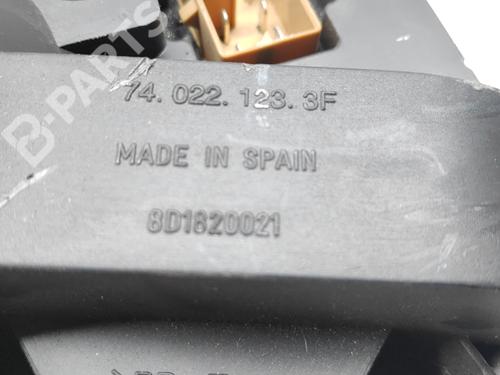 B-PARTS
74.022.123.3F
MADE IN SPAIN
8D1820021